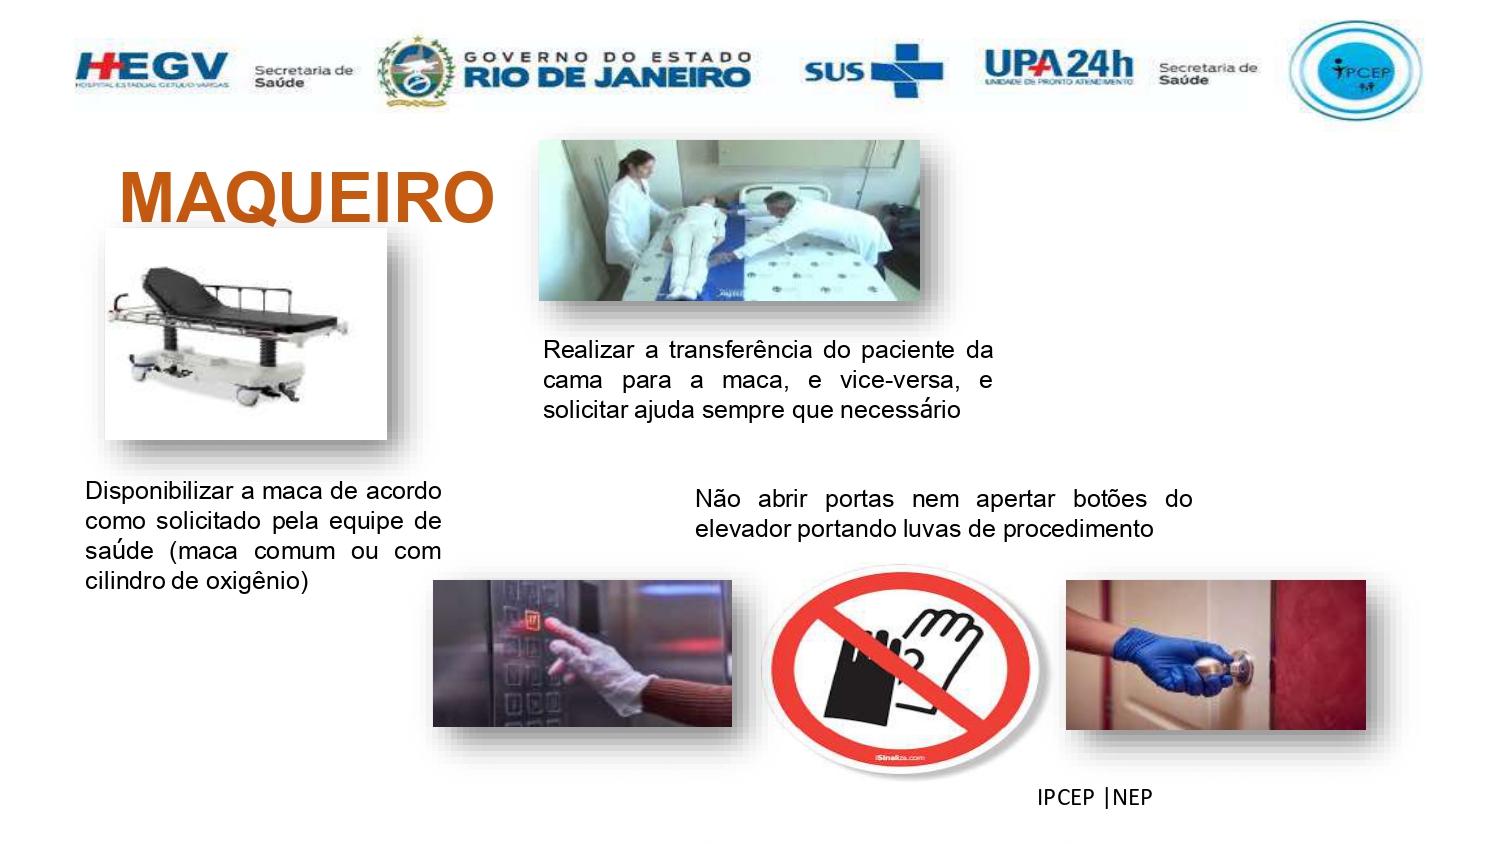 HEGV
HOSPITAL ESTADUAL GETULIO VARGAS
Secretaria de
Saúde
GOVERNO DO ESTADO
RIO DE JANEIRO
SUS
UPA 24h
UNIDADE DE PRONTO ATENDIMENTO
Secretaria de
Saúde
IPCEP
MAQUEIRO
Realizar a transferência do paciente da
cama para a maca, e vice-versa, e
solicitar ajuda sempre que necessário
Disponibilizar a maca de acordo
como solicitado pela equipe de
saúde (maca comum ou com
cilindro de oxigênio)
Não abrir portas nem apertar botões do
elevador portando luvas de procedimento
iSinaliza.com
IPCEP |NEP